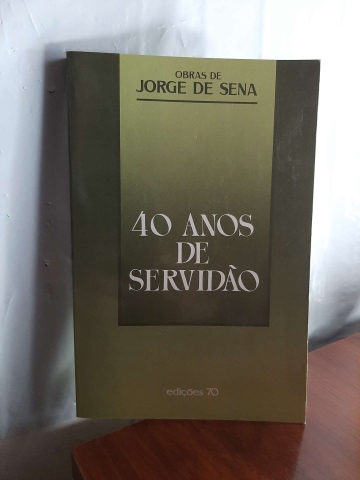 OBRAS DE
JORGE DE SENA
40 ANOS
DE
SERVIDÃO
edições 70